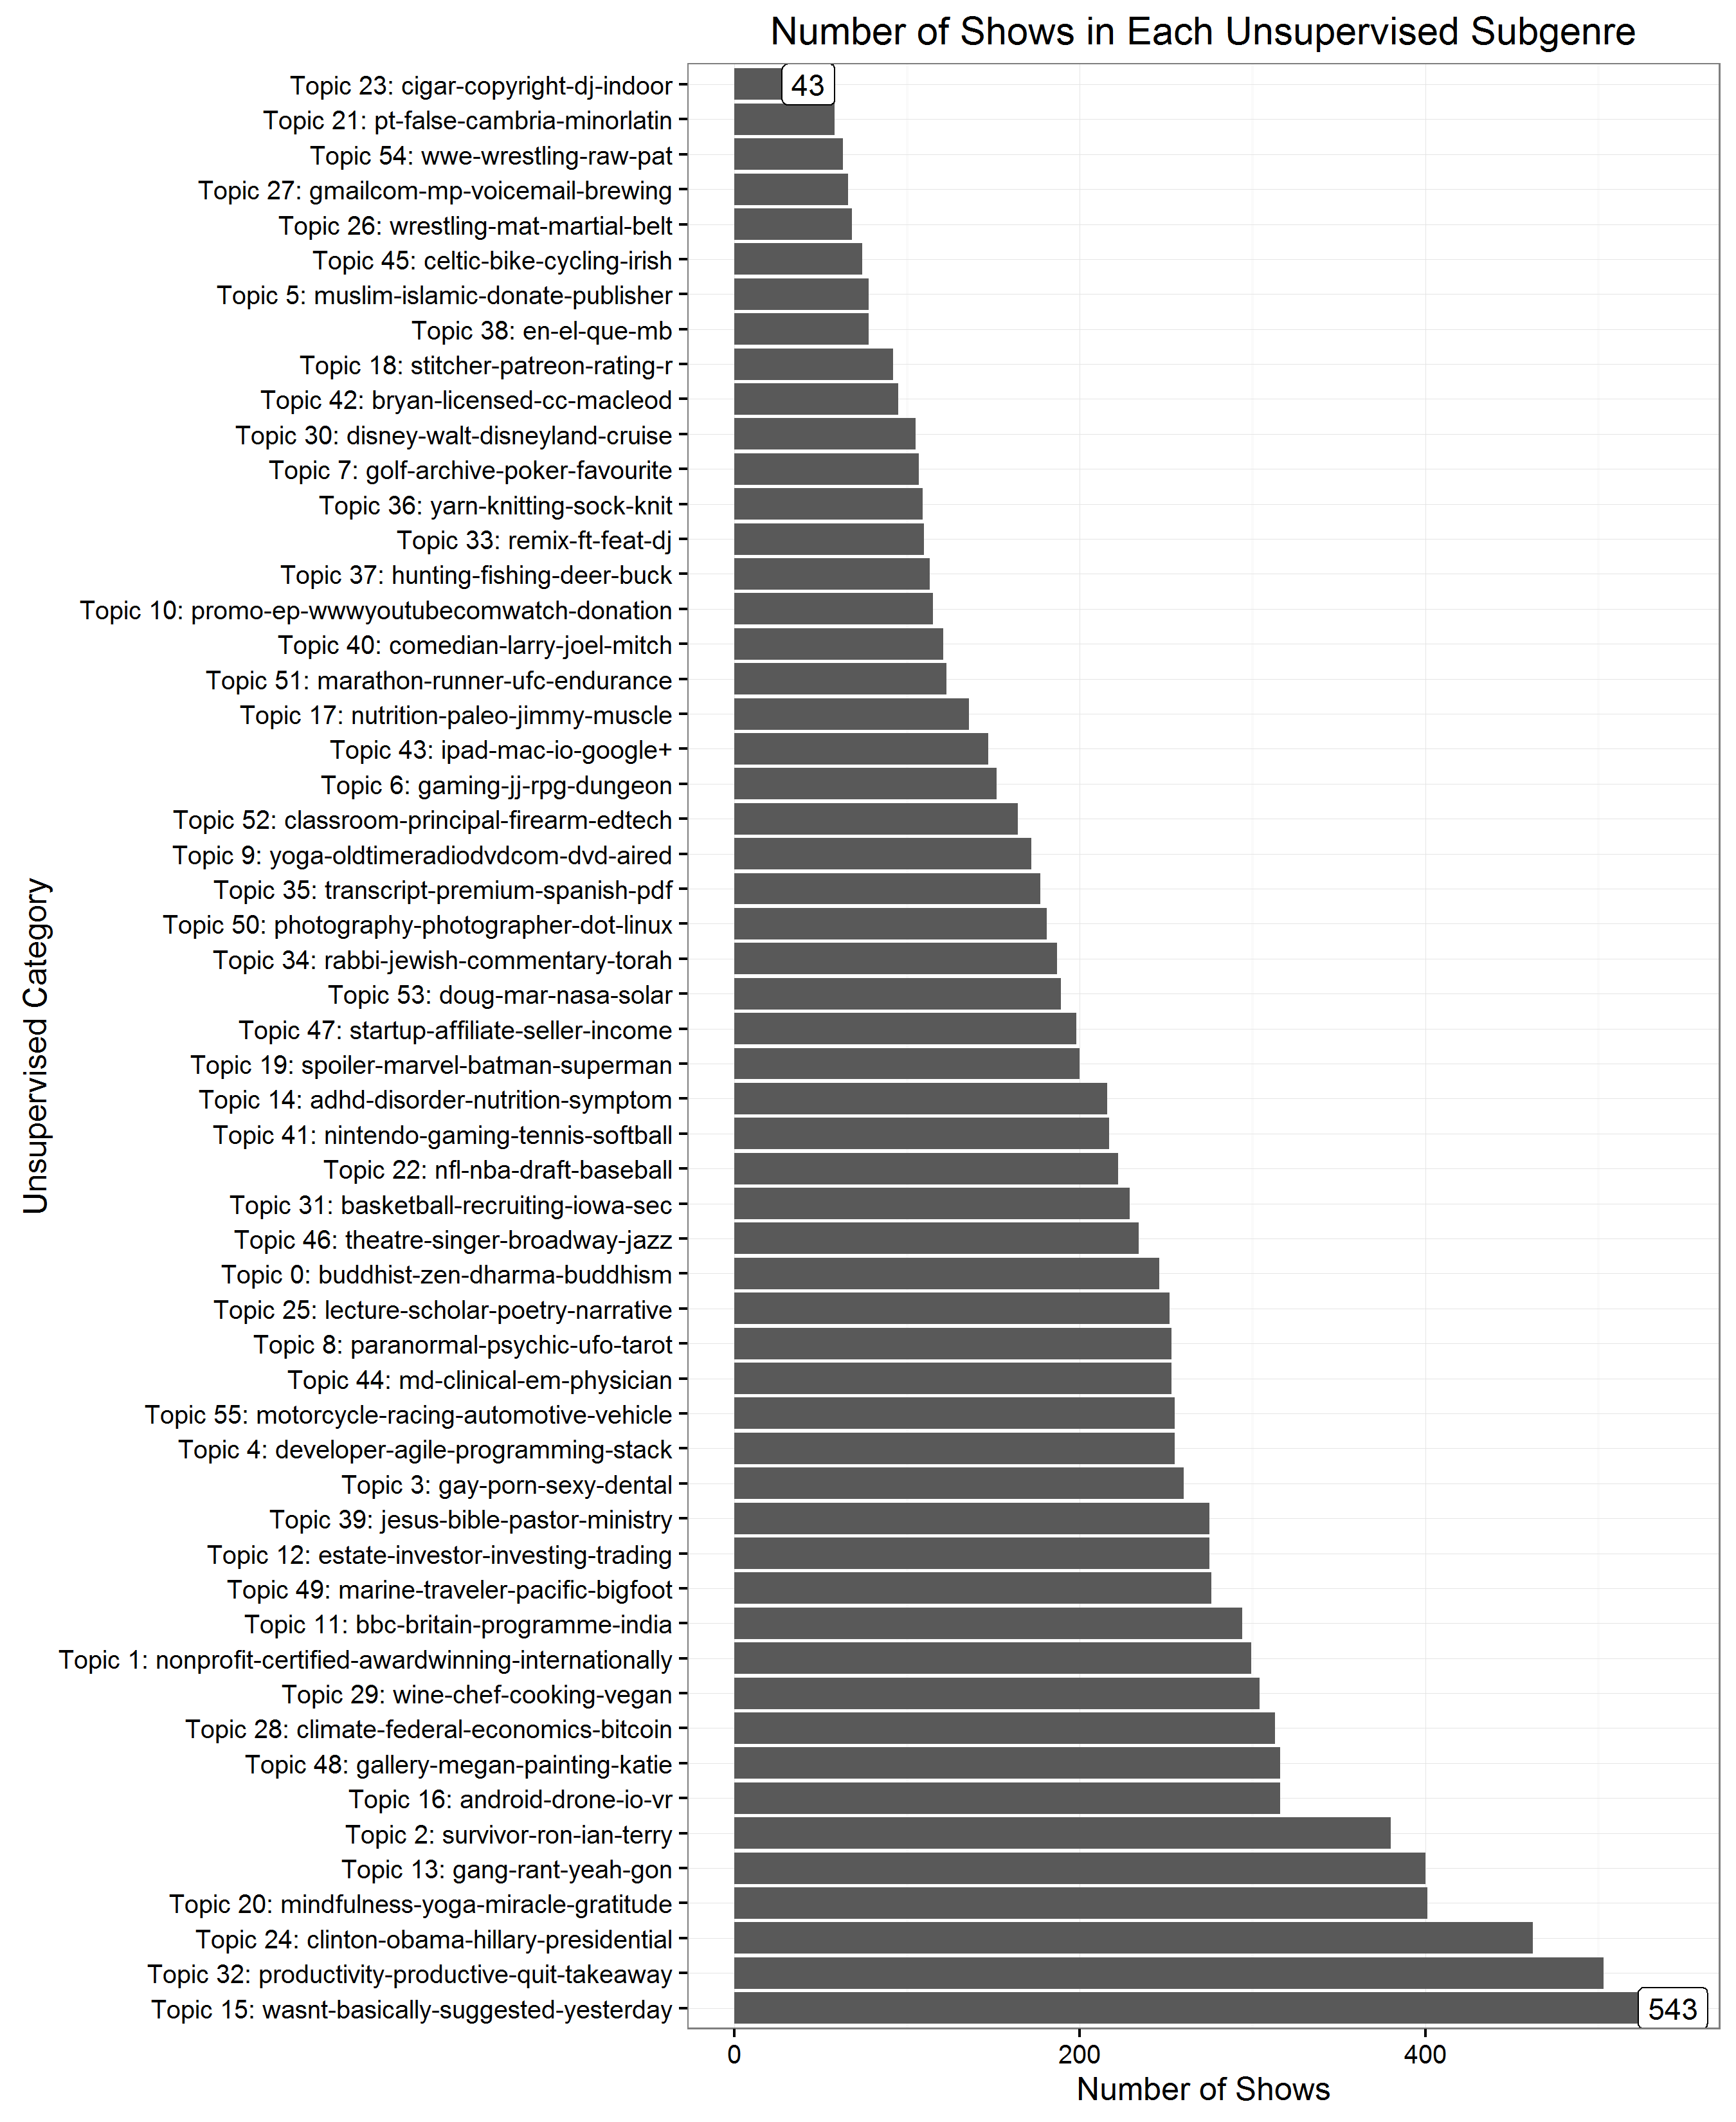 Number of Shows in Each Unsupervised Subgenre
Topic 23: cigar-copyright-dj-indoor
43
Topic 21: pt-false-cambria-minorlatin
Topic 54: wwe-wrestling-raw-pat
Topic 27: gmailcom-mp-voicemail-brewing
Topic 26: wrestling-mat-martial-belt
Topic 45: celtic-bike-cycling-irish
Topic 5: muslim-islamic-donate-publisher
Topic 38: en-el-que-mb
Topic 18: stitcher-patreon-rating-r
Topic 42: bryan-licensed-cc-macleod
Topic 30: disney-walt-disneyland-cruise
Topic 7: golf-archive-poker-favourite
Topic 36: yarn-knitting-sock-knit
Topic 33: remix-ft-feat-dj
Topic 37: hunting-fishing-deer-buck
Topic 10: promo-ep-wwwyoutubecomwatch-donation
Topic 40: comedian-larry-joel-mitch
Topic 51: marathon-runner-ufc-endurance
Topic 17: nutrition-paleo-jimmy-muscle
Topic 43: ipad-mac-io-google+
Topic 6: gaming-jj-rpg-dungeon
Topic 52: classroom-principal-firearm-edtech
Topic 9: yoga-oldtimeradiodvdcom-dvd-aired
Topic 35: transcript-premium-spanish-pdf
Topic 50: photography-photographer-dot-linux
Topic 34: rabbi-jewish-commentary-torah
Topic 53: doug-mar-nasa-solar
Topic 47: startup-affiliate-seller-income
Topic 19: spoiler-marvel-batman-superman
Topic 14: adhd-disorder-nutrition-symptom
Topic 41: nintendo-gaming-tennis-softball
Topic 22: nfl-nba-draft-baseball
Topic 31: basketball-recruiting-iowa-sec
Topic 46: theatre-singer-broadway-jazz
Topic 0: buddhist-zen-dharma-buddhism
Topic 25: lecture-scholar-poetry-narrative
Topic 8: paranormal-psychic-ufo-tarot
Topic 44: md-clinical-em-physician
Topic 55: motorcycle-racing-automotive-vehicle
Topic 4: developer-agile-programming-stack
Topic 3: gay-porn-sexy-dental
Topic 39: jesus-bible-pastor-ministry
Topic 12: estate-investor-investing-trading
Topic 49: marine-traveler-pacific-bigfoot
Topic 11: bbc-britain-programme-india
Topic 1: nonprofit-certified-awardwinning-internationally
Topic 29: wine-chef-cooking-vegan
Topic 28: climate-federal-economics-bitcoin
Topic 48: gallery-megan-painting-katie
Topic 16: android-drone-io-vr
Topic 2: survivor-ron-ian-terry
Topic 13: gang-rant-yeah-gon
Topic 20: mindfulness-yoga-miracle-gratitude
Topic 24: clinton-obama-hillary-presidential
Topic 32: productivity-productive-quit-takeaway
Topic 15: wasnt-basically-suggested-yesterday
543
Unsupervised Category
0 200 400
Number of Shows